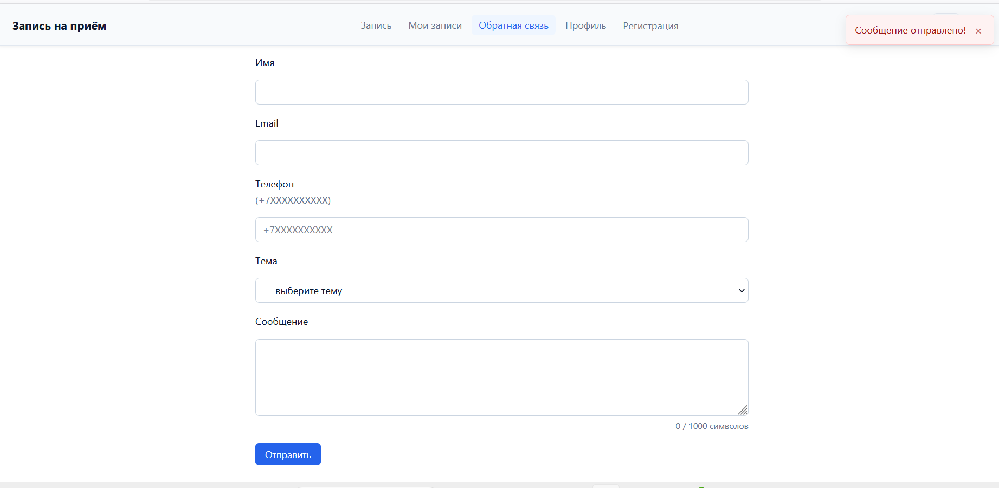 Запись на приём
Запись
Мои записи
Обратная связь
Профиль
Регистрация
Сообщение отправлено! ×
Имя
Email
Телефон
(+7XXXXXXXXXX)
+7XXXXXXXXXX
Тема
— выберите тему —
Сообщение
0 / 1000 символов
Отправить